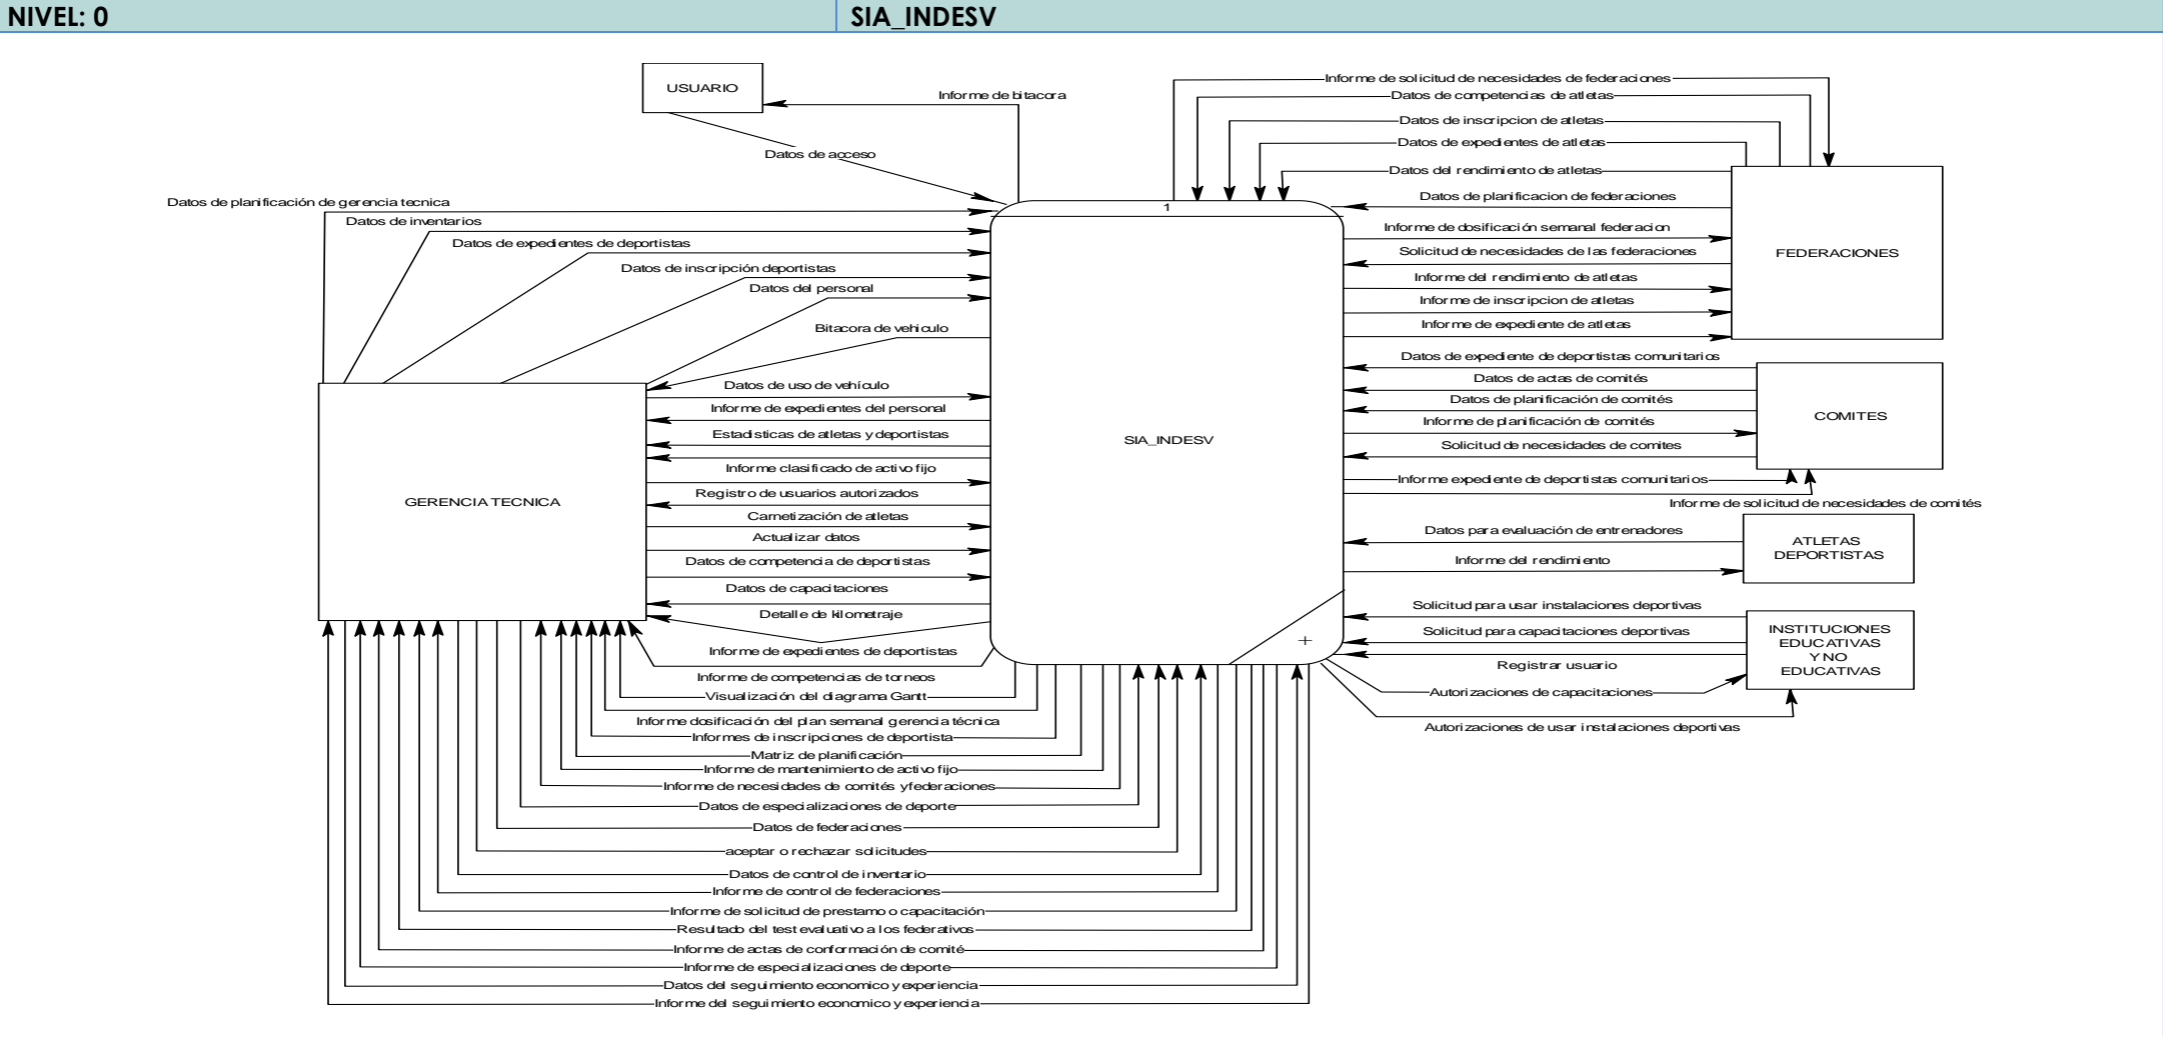 NIVEL: 0
SIA_INDESV
USUARIO
Informe de bitacora
Datos de acceso
Informe de solicitud de necesidades de federaciones
Datos de competencias de atletas
Datos de inscripcion de atletas
Datos de expedientes de atletas
Datos del rendimiento de atletas
Datos de planificacion de federaciones
Informe de dosificación semanal federacion
Solicitud de necesidades de las federaciones
Informe del rendimiento de atletas
Informe de inscripcion de atletas
Informe de expediente de atletas
FEDERACIONES
Datos de planificación de gerencia tecnica
Datos de inventarios
Datos de expedientes de deportistas
Datos de inscripción deportistas
Datos del personal
Bitacora de vehiculo
Datos de uso de vehículo
Informe de expedientes del personal
Estadisticas de atletas y deportistas
Informe clasificado de activo fijo
Registro de usuarios autorizados
Carnetización de atletas
Actualizar datos
Datos de competencia de deportistas
Datos de capacitaciones
Detalle de kilometraje
GERENCIA TECNICA
1
SIA_INDESV
+
Datos de expediente de deportistas comunitarios
Datos de actas de comités
Datos de planificación de comités
Informe de planificación de comités
Solicitud de necesidades de comites
Informe expediente de deportistas comunitarios
Informe de solicitud de necesidades de comités
COMITES
Datos para evaluación de entrenadores
Informe del rendimiento
ATLETAS
DEPORTISTAS
Solicitud para usar instalaciones deportivas
Solicitud para capacitaciones deportivas
Registrar usuario
Autorizaciones de capacitaciones
Autorizaciones de usar instalaciones deportivas
INSTITUCIONES
EDUCATIVAS
Y NO
EDUCATIVAS
Informe de expedientes de deportistas
Informe de competencias de torneos
Visualización del diagrama Gantt
Informe dosificación del plan semanal gerencia técnica
Informes de inscripciones de deportista
Matriz de planificación
Informe de mantenimiento de activo fijo
Informe de necesidades de comités y federaciones
Datos de especializaciones de deporte
Datos de federaciones
aceptar o rechazar solicitudes
Datos de control de inventario
Informe de control de federaciones
Informe de solicitud de prestamo o capacitación
Resultado del test evaluativo a los federativos
Informe de actas de conformación de comité
Informe de especializaciones de deporte
Datos del seguimiento economico y experiencia
Informe del seguimiento economico y experiencia